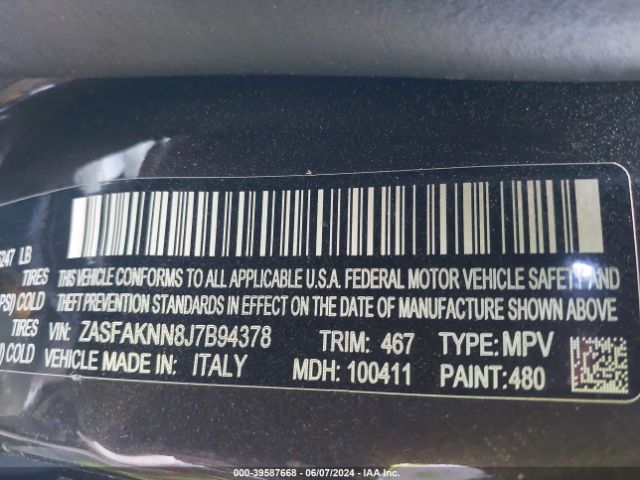 5247 LB
TIRES THIS VEHICLE CONFORMS TO ALL APPLICABLE U.S.A. FEDERAL MOTOR VEHICLE SAFETY AND
PSI) COLD THEFT PREVENTION STANDARDS IN EFFECT ON THE DATE OF MANUFACTURE SHOWN ABOVE
TIRES VIN: ZASFAKNN8J7B94378 TRIM: 467 TYPE: MPV
I) COLD VEHICLE MADE IN: ITALY MDH: 100411 PAINT:480
000-39587668 - 06/07/2024 - IAA Inc.